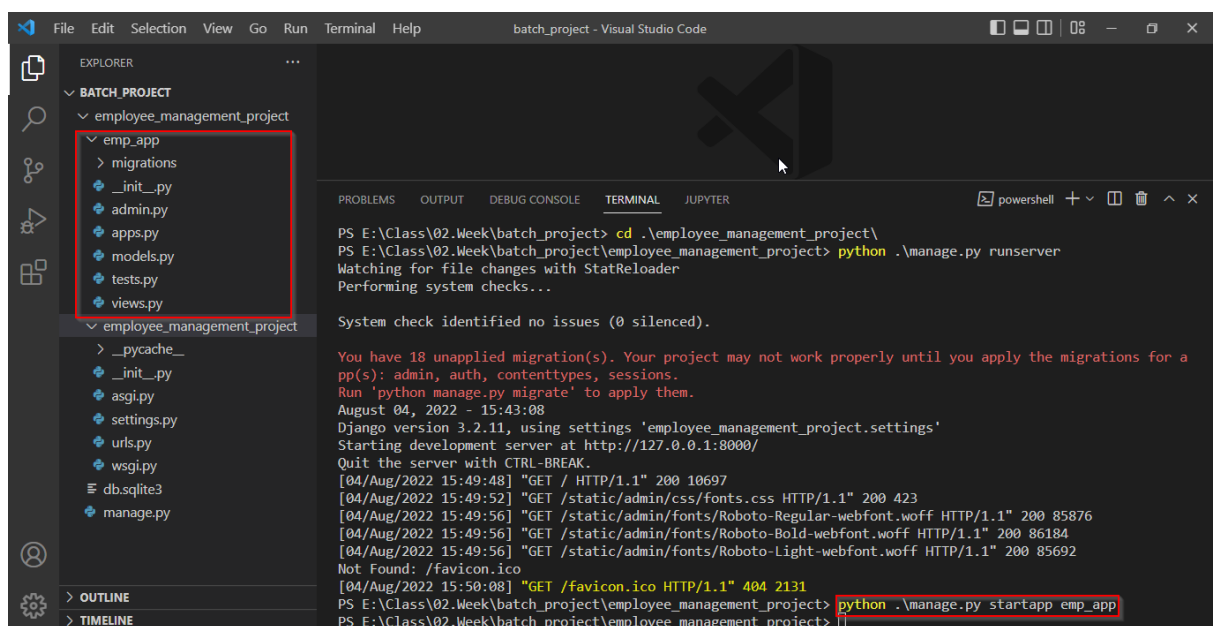 File Edit Selection View Go Run Terminal Help batch_project - Visual Studio Code
EXPLORER
BATCH_PROJECT
employee_management_project
emp_app
migrations
__init__.py
admin.py
apps.py
models.py
tests.py
views.py
employee_management_project
__pycache__
__init__.py
asgi.py
settings.py
urls.py
wsgi.py
db.sqlite3
manage.py
OUTLINE
TIMELINE
PROBLEMS OUTPUT DEBUG CONSOLE TERMINAL JUPYTER powershell
PS E:\Class\02.Week\batch_project> cd .\employee_management_project\
PS E:\Class\02.Week\batch_project\employee_management_project> python .\manage.py runserver
Watching for file changes with StatReloader
Performing system checks...
System check identified no issues (0 silenced).
You have 18 unapplied migration(s). Your project may not work properly until you apply the migrations for a
pp(s): admin, auth, contenttypes, sessions.
Run 'python manage.py migrate' to apply them.
August 04, 2022 - 15:43:08
Django version 3.2.11, using settings 'employee_management_project.settings'
Starting development server at http://127.0.0.1:8000/
Quit the server with CTRL-BREAK.
[04/Aug/2022 15:49:48] "GET / HTTP/1.1" 200 10697
[04/Aug/2022 15:49:52] "GET /static/admin/css/fonts.css HTTP/1.1" 200 423
[04/Aug/2022 15:49:56] "GET /static/admin/fonts/Roboto-Regular-webfont.woff HTTP/1.1" 200 85876
[04/Aug/2022 15:49:56] "GET /static/admin/fonts/Roboto-Bold-webfont.woff HTTP/1.1" 200 86184
[04/Aug/2022 15:49:56] "GET /static/admin/fonts/Roboto-Light-webfont.woff HTTP/1.1" 200 85692
Not Found: /favicon.ico
[04/Aug/2022 15:50:08] "GET /favicon.ico HTTP/1.1" 404 2131
PS E:\Class\02.Week\batch_project\employee_management_project> python .\manage.py startapp emp_app
PS E:\Class\02.Week\batch_project\employee_management_project>